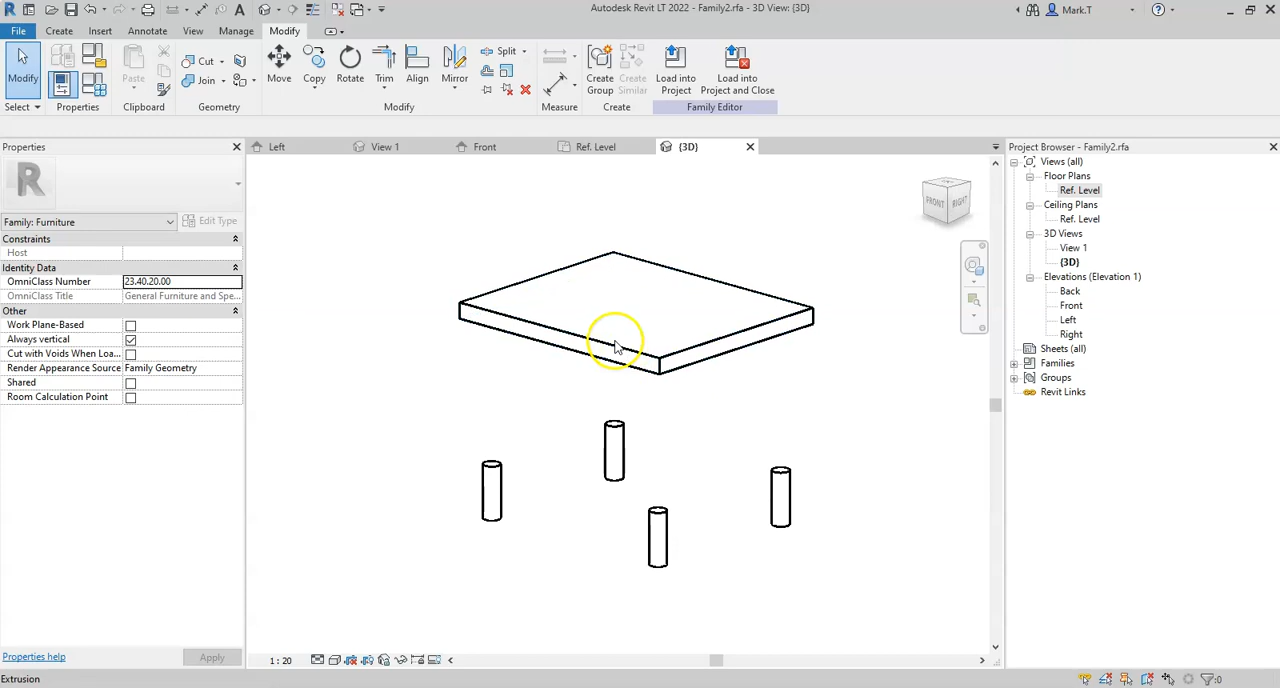 Autodesk Revit LT 2022 - Family2.rfa - 3D View: {3D}
Mark.T
File Create Insert Annotate View Manage Modify
Modify
Paste
Cut
Join
Move Copy Rotate Trim Align Mirror
Split
Create Group
Create Similar
Load into Project
Load into Project and Close
Select Properties Clipboard Geometry Modify Measure Create Family Editor
Properties
Left View 1 Front Ref. Level {3D}
Project Browser - Family2.rfa
R
Family: Furniture Edit Type
Constraints
Host
Identity Data
OmniClass Number 23.40.20.00
OmniClass Title General Furniture and Spe...
Other
Work Plane-Based
Always vertical
Cut with Voids When Loa...
Render Appearance Source Family Geometry
Shared
Room Calculation Point
FRONT RIGHT
Views (all)
Floor Plans
Ref. Level
Ceiling Plans
Ref. Level
3D Views
View 1
{3D}
Elevations (Elevation 1)
Back
Front
Left
Right
Sheets (all)
Families
Groups
Revit Links
Properties help Apply
1 : 20
Extrusion
:0